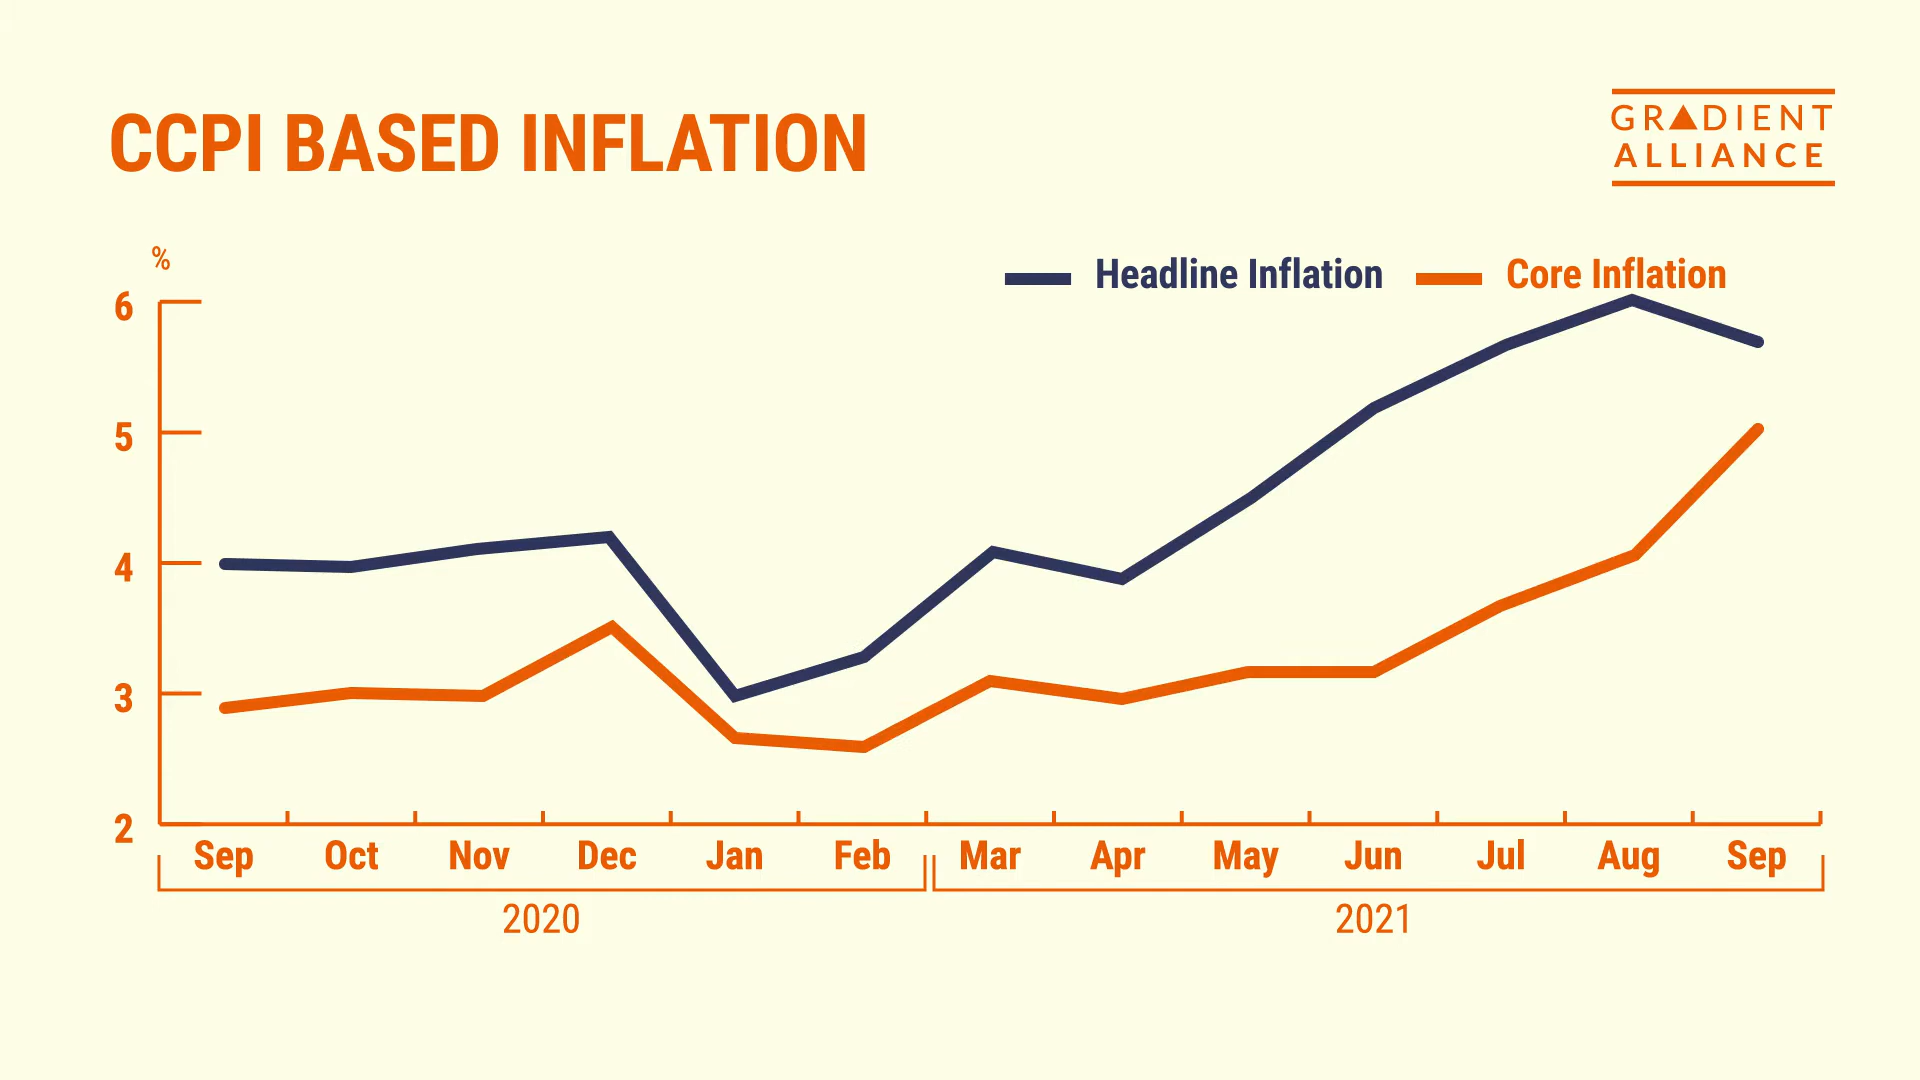 CCPI BASED INFLATION
GRADIENT
ALLIANCE
%
Headline Inflation Core Inflation
6
5
4
3
2
Sep Oct Nov Dec Jan Feb Mar Apr May Jun Jul Aug Sep
2020 2021